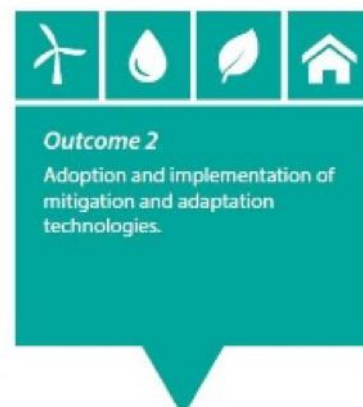 Outcome 2
Adoption and implementation of
mitigation and adaptation
technologies.